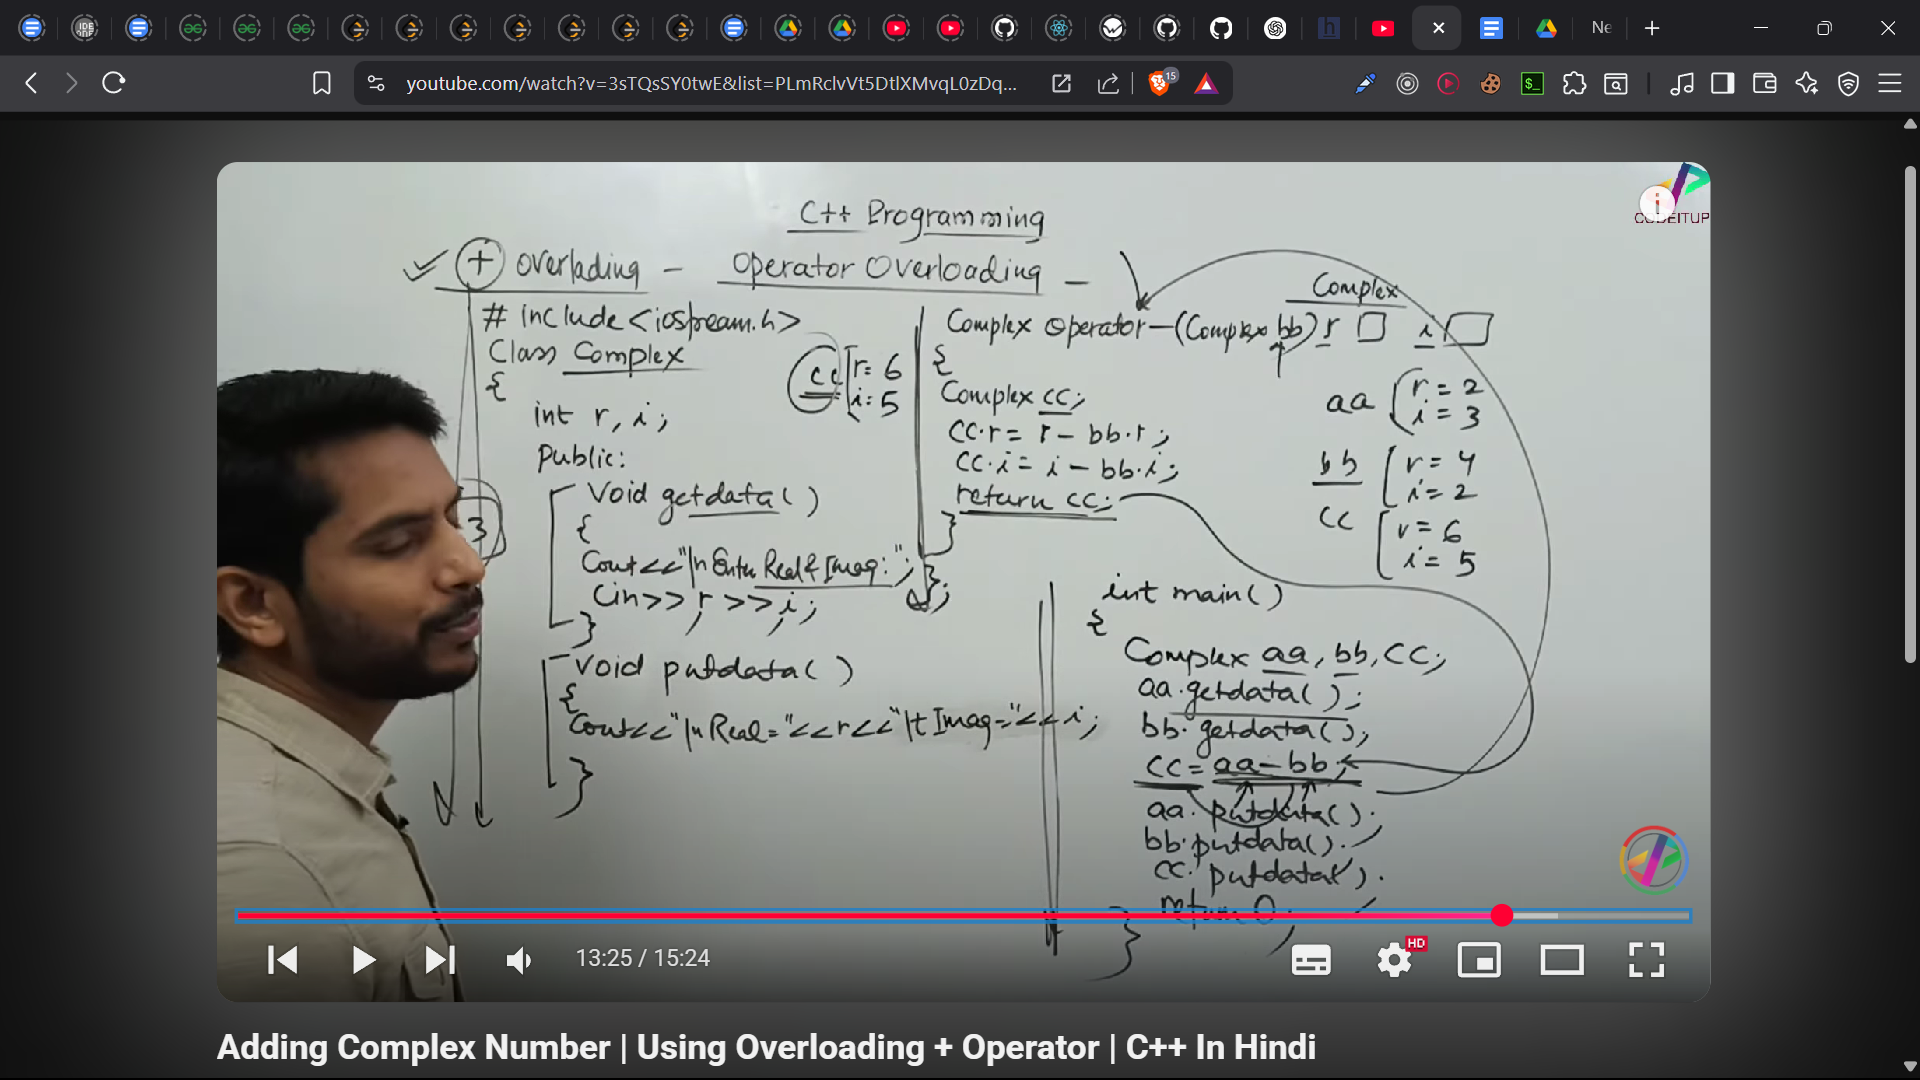 Ne
youtube.com/watch?v=3sTQsSY0twE&list=PLmRclvVt5DtlXMvqL0zDq...
15
CODEITUP
C++ Programming
+ overlading - Operator Overloading -
# include<iostream.h>
Class Complex
{
int r, i;
Public:
Void getdata()
{
Cout<<"\n Enter Real & Imag:";
Cin>> r >> i;
}
void putdata()
{
Cout<<"\n Real="<<r<<"\t Imag="<<i;
}
cc r= 6
i= 5
3
Complex Operator-(Complex bb)
{
Complex cc;
cc.r= r- bb.r;
cc.i= i- bb.i;
return cc;
}
};
Complex
r i
aa r = 2
i = 3
bb r= 4
i= 2
cc r= 6
i= 5
int main()
{
Complex aa, bb, cc;
aa.getdata();
bb.getdata();
cc= aa-bb;
aa.putdata();
bb.putdata();
cc.putdata();
return 0;
}
13:25 / 15:24
HD
Adding Complex Number | Using Overloading + Operator | C++ In Hindi